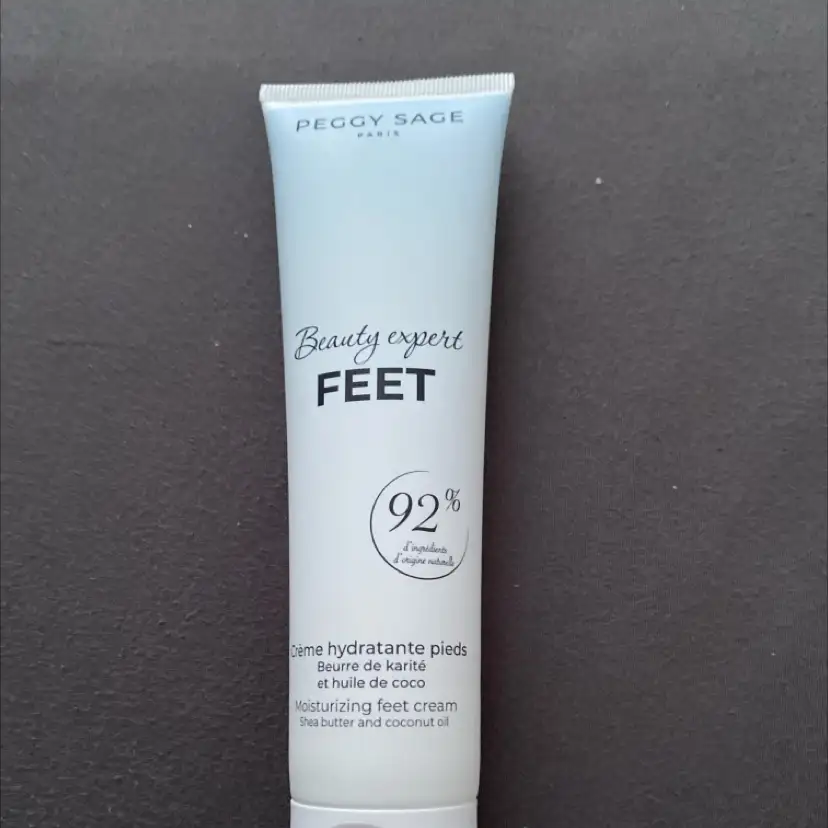 PEGGY SAGE
PARIS
Beauty expert
FEET
92%
d'ingrédients
d'origine naturelle
Crème hydratante pieds
Beurre de karité
et huile de coco
Moisturizing feet cream
Shea butter and coconut oil